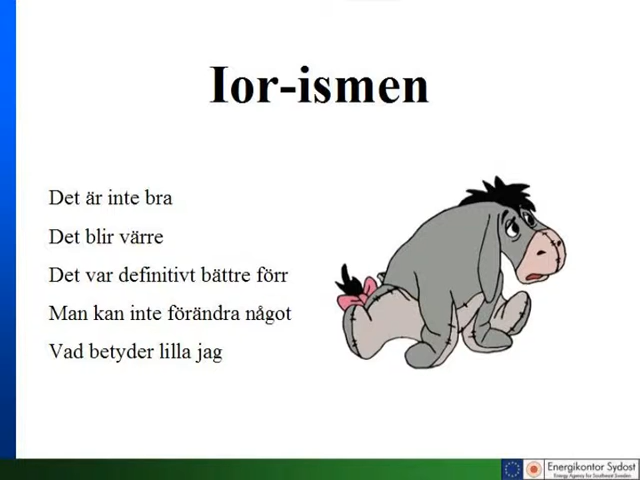 Ior-ismen
Det är inte bra
Det blir värre
Det var definitivt bättre förr
Man kan inte förändra något
Vad betyder lilla jag
Energikontor Sydost
Energy Agency for Southeast Sweden